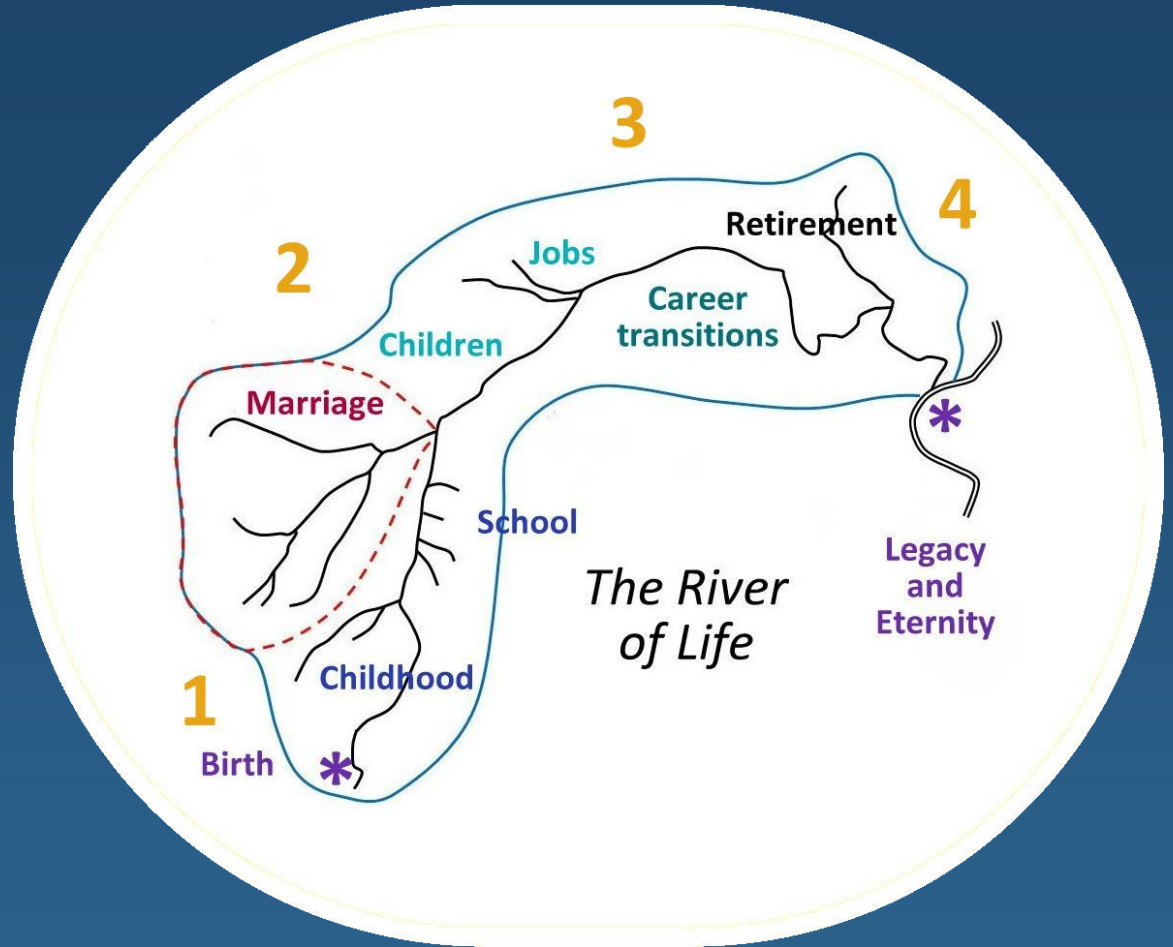 3
4
Retirement
2
Jobs
Career
transitions
Children
Marriage
*
School
Legacy
and
Eternity
The River
of Life
Childhood
1
Birth
*